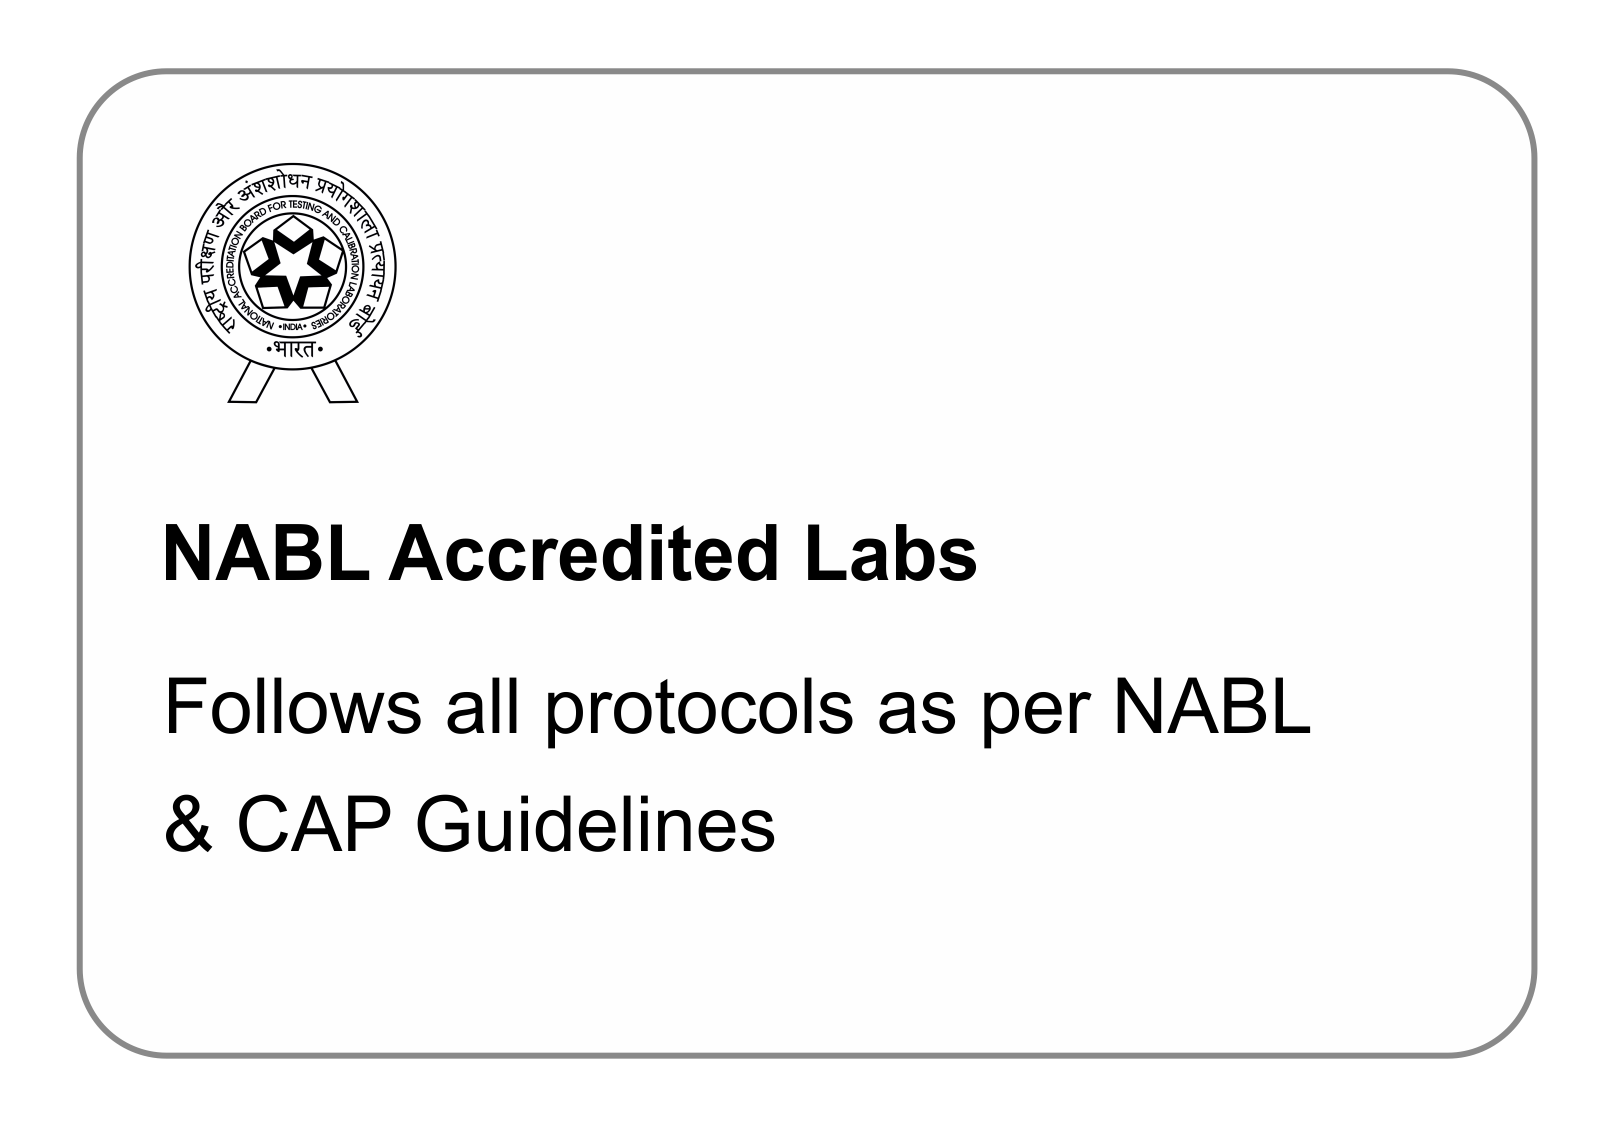 राष्ट्रीय परीक्षण और अंशशोधन प्रयोगशाला प्रत्यायन बोर्ड
NATIONAL ACCREDITATION BOARD FOR TESTING AND CALIBRATION LABORATORIES
•INDIA•
•भारत•
NABL Accredited Labs
Follows all protocols as per NABL
& CAP Guidelines